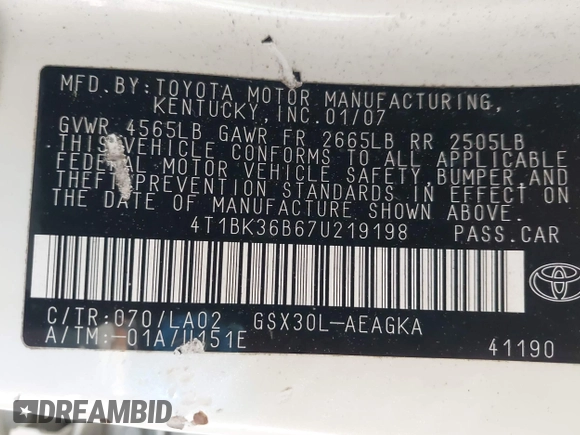 MFD. BY: TOYOTA MOTOR MANUFACTURING,
KENTUCKY, INC. 01/07
GVWR 4565LB GAWR FR 2665LB RR 2505LB
THIS VEHICLE CONFORMS TO ALL APPLICABLE
FEDERAL MOTOR VEHICLE SAFETY, BUMPER AND
THEFT PREVENTION STANDARDS IN EFFECT ON
THE DATE OF MANUFACTURE SHOWN ABOVE.
4T1BK36B67U219198 PASS.CAR
C/TR: 070/LA02 GSX30L-AEAGKA
A/TM: -01A/U151E 41190
DREAMBID